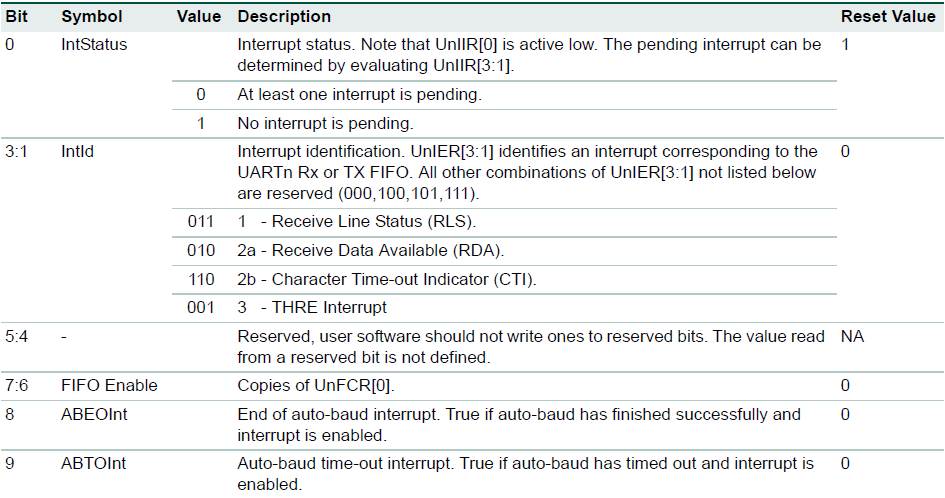 Bit Symbol Value Description Reset Value
0 IntStatus Interrupt status. Note that UnIIR[0] is active low. The pending interrupt can be 1
determined by evaluating UnIIR[3:1].
0 At least one interrupt is pending.
1 No interrupt is pending.
3:1 IntId Interrupt identification. UnIER[3:1] identifies an interrupt corresponding to the 0
UARTn Rx or TX FIFO. All other combinations of UnIER[3:1] not listed below
are reserved (000,100,101,111).
011 1 - Receive Line Status (RLS).
010 2a - Receive Data Available (RDA).
110 2b - Character Time-out Indicator (CTI).
001 3 - THRE Interrupt
5:4 - Reserved, user software should not write ones to reserved bits. The value read NA
from a reserved bit is not defined.
7:6 FIFO Enable Copies of UnFCR[0]. 0
8 ABEOInt End of auto-baud interrupt. True if auto-baud has finished successfully and 0
interrupt is enabled.
9 ABTOInt Auto-baud time-out interrupt. True if auto-baud has timed out and interrupt is 0
enabled.